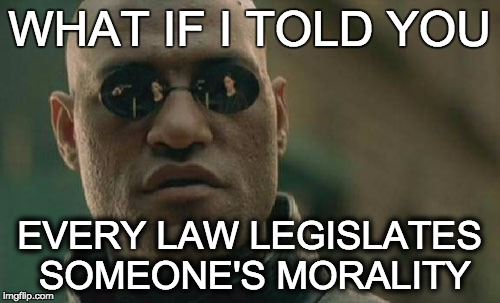 WHAT IF I TOLD YOU
EVERY LAW LEGISLATES
SOMEONE'S MORALITY
imgflip.com